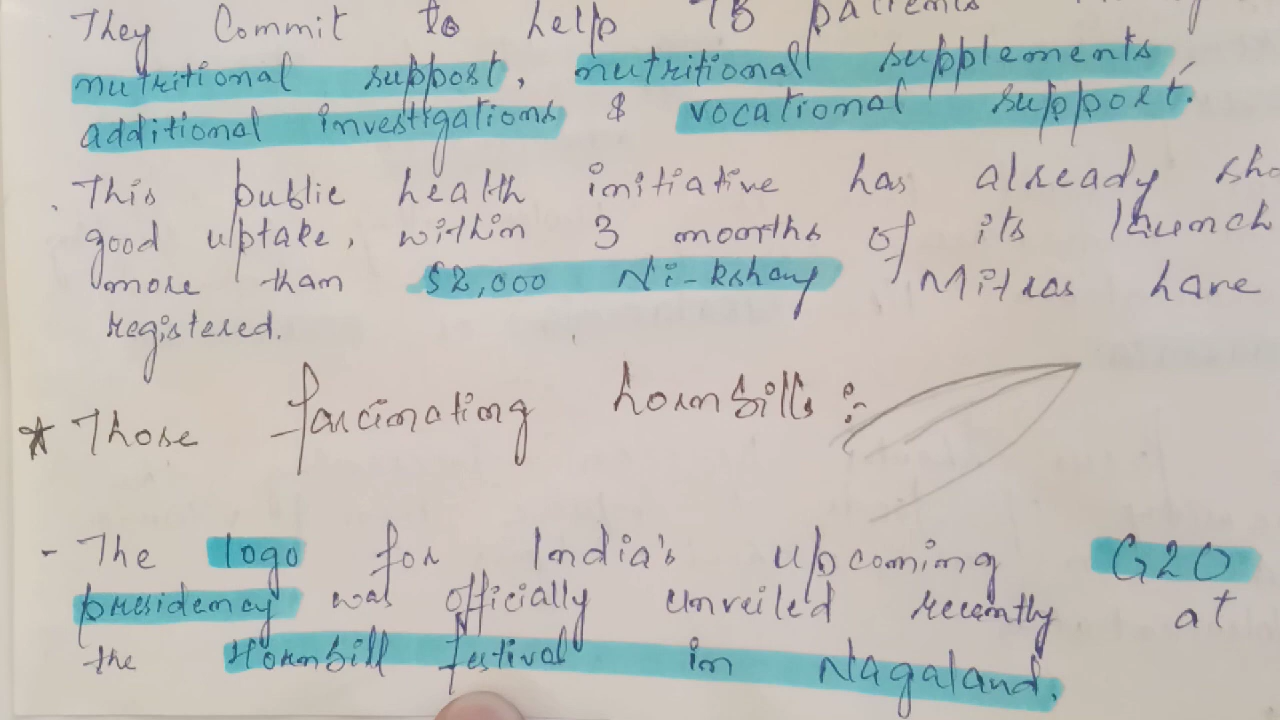 They Commit to help TB patients
nutritional support, nutritional supplements,
additional investigations & vocational support.
. This public health initiative has already sho
good uptake, within 3 months of its launch
more than 52,000 Ni-kshay Mitras have
registered.
* Those fascinating hornbills :-
- The logo for India's upcoming G20
presidency was officially unveiled recently at
the Hornbill festival in Nagaland.